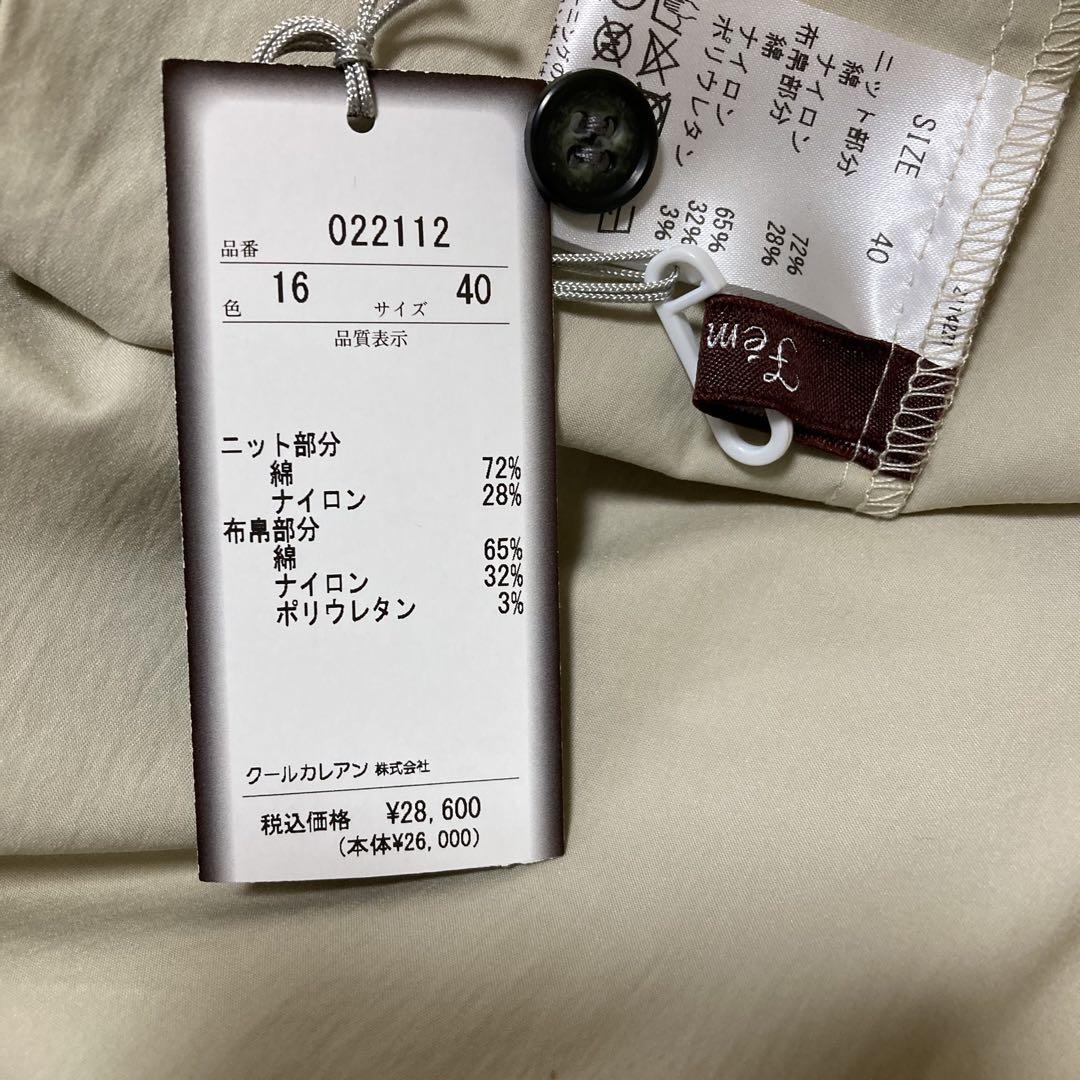 品番 022112
色 16 サイズ 40
品質表示
ニット部分
綿 72%
ナイロン 28%
布帛部分
綿 65%
ナイロン 32%
ポリウレタン 3%
クールカレアン 株式会社
税込価格 ¥28,600
(本体¥26,000)
SIZE 40
ニット部分
綿 72%
ナイロン 28%
布帛部分
綿 65%
ナイロン 32%
ポリウレタン 3%
fem